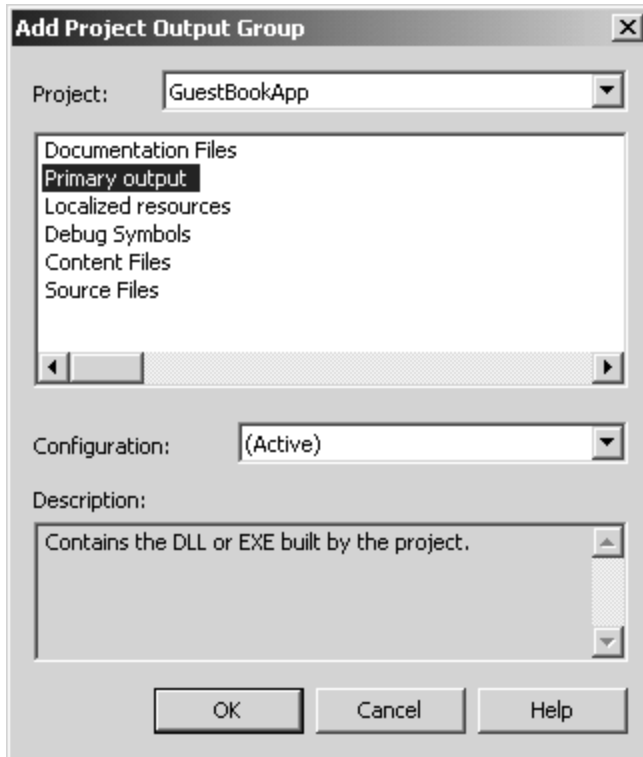 Add Project Output Group
Project: GuestBookApp
Documentation Files
Primary output
Localized resources
Debug Symbols
Content Files
Source Files
Configuration: (Active)
Description:
Contains the DLL or EXE built by the project.
OK Cancel Help